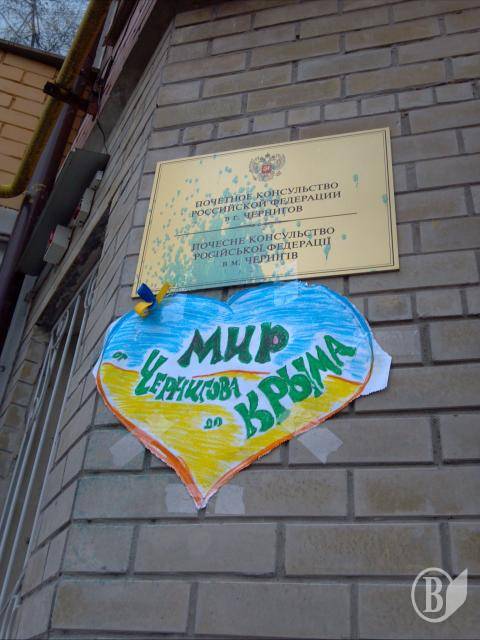 ПОЧЕТНОЕ КОНСУЛЬСТВО
РОССИЙСКОЙ ФЕДЕРАЦИИ
в г. ЧЕРНИГОВ
ПОЧЕСНЕ КОНСУЛЬСТВО
РОСІЙСЬКОЇ ФЕДЕРАЦІЇ
в м. ЧЕРНІГІВ
МИР
ОТ
ЧЕРНИГОВА
ДО
КРЫМА
В